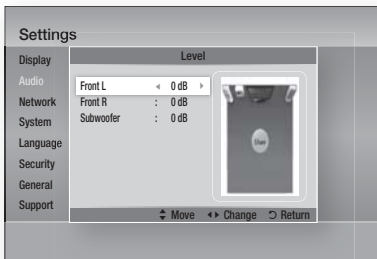 Settings
Display
Audio
Network
System
Language
Security
General
Support
Level
Front L ◀ 0 dB ▶
Front R : 0 dB
Subwoofer : 0 dB
User
Move Change Return